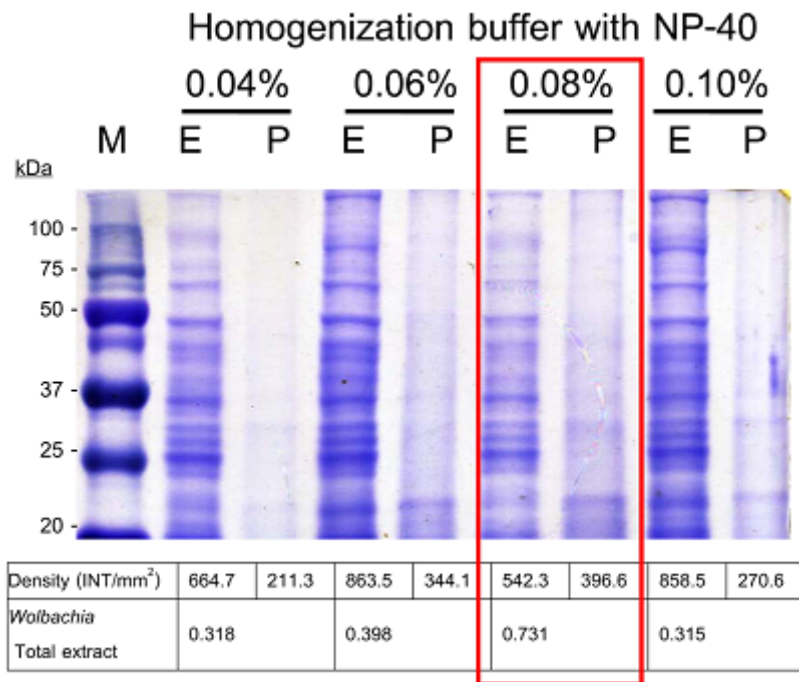 Homogenization buffer with NP-40
0.04% 0.06% 0.08% 0.10%
M E P E P E P E P
kDa
100 -
75 -
50 -
37 -
25 -
20 -
Density (INT/mm²) 664.7 211.3 863.5 344.1 542.3 396.6 858.5 270.6
Wolbachia
Total extract 0.318 0.398 0.731 0.315